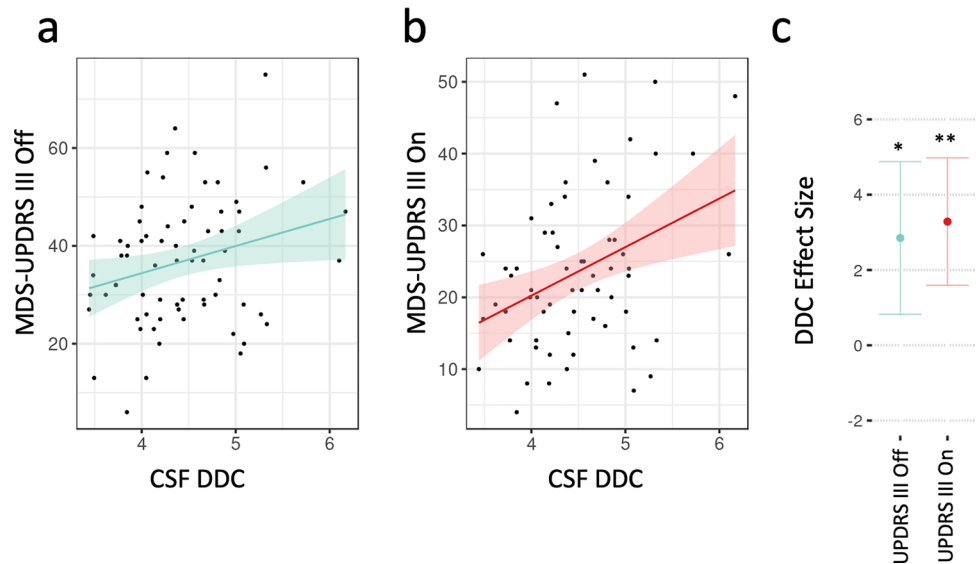 a
MDS-UPDRS III Off
60
40
20
4 5 6
CSF DDC
b
MDS-UPDRS III On
50
40
30
20
10
4 5 6
CSF DDC
c
DDC Effect Size
6
4
2
0
-2
* **
UPDRS III Off
UPDRS III On